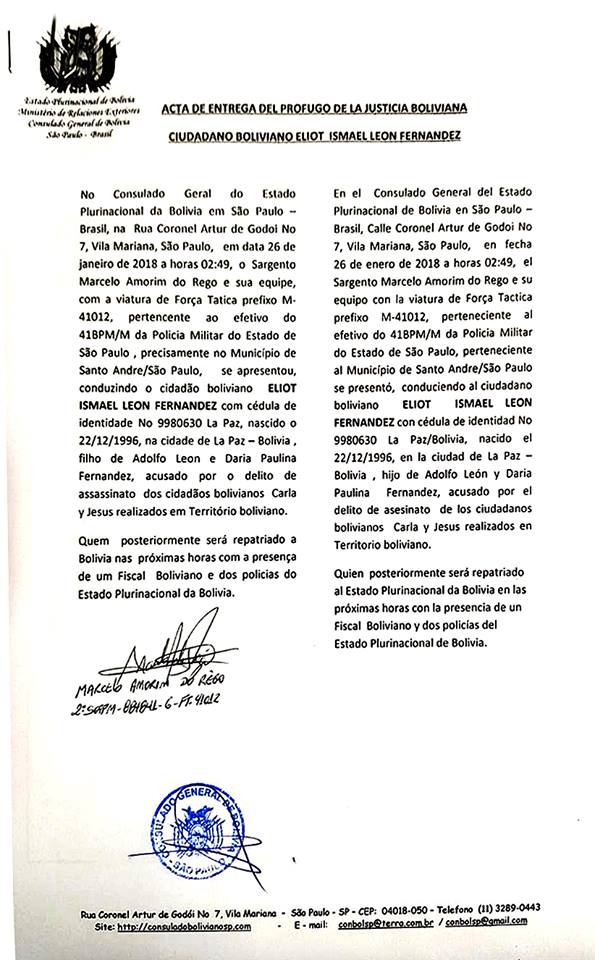 Estado Plurinacional de Bolivia
Ministério de Relaciones Exteriores
Consulado General de Bolivia
São Paulo - Brasil
ACTA DE ENTREGA DEL PROFUGO DE LA JUSTICIA BOLIVIANA
CIUDADANO BOLIVIANO ELIOT ISMAEL LEON FERNANDEZ
No Consulado Geral do Estado
Plurinacional da Bolivia em São Paulo –
Brasil, na Rua Coronel Artur de Godoi No
7, Vila Mariana, São Paulo, em data 26 de
janeiro de 2018 a horas 02:49, o Sargento
Marcelo Amorim do Rego e sua equipe,
com a viatura de Força Tatica prefixo M-
41012, pertencente ao efetivo do
41BPM/M da Policia Militar do Estado de
São Paulo , precisamente no Município de
Santo Andre/São Paulo, se apresentou,
conduzindo o cidadão boliviano ELIOT
ISMAEL LEON FERNANDEZ com cédula de
identidade No 9980630 La Paz, nascido o
22/12/1996, na cidade de La Paz – Bolivia ,
filho de Adolfo Leon e Daria Paulina
Fernandez, acusado por o delito de
assassinato dos cidadãos bolivianos Carla
y Jesus realizados em Território boliviano.
Quem posteriormente será repatriado a
Bolivia nas próximas horas com a presença
de um Fiscal Boliviano e dos policias do
Estado Plurinacional da Bolivia.
En el Consulado General del Estado
Plurinacional de Bolivia en São Paulo –
Brasil, Calle Coronel Artur de Godoi No
7, Vila Mariana, São Paulo, en fecha
26 de enero de 2018 a horas 02:49, el
Sargento Marcelo Amorim do Rego e su
equipo con la viatura de Força Tactica
prefixo M-41012, perteneciente al
efetivo do 41BPM/M da Policia Militar
do Estado de São Paulo, perteneciente
al Município de Santo Andre/São Paulo
se presentó, conduciendo al ciudadano
boliviano ELIOT ISMAEL LEON
FERNANDEZ con cédula de identidad No
9980630 La Paz/Bolivia, nacido el
22/12/1996, en la ciudad de La Paz –
Bolivia , hijo de Adolfo León y Daria
Paulina Fernandez, acusado por el
delito de asesinato de los ciudadanos
bolivianos Carla y Jesus realizados en
Territorio boliviano.
Quien posteriormente será repatriado
al Estado Plurinacional de Bolivia en las
próximas horas con la presencia de un
Fiscal Boliviano y dos policías del
Estado Plurinacional de Bolivia.
MARCELO AMORIM DO RÊGO
CONSULADO GENERAL DE BOLIVIA
SÃO PAULO
Rua Coronel Artur de Godói No 7, Vila Mariana - São Paulo - SP - CEP: 04018-050 - Telefono (11) 3289-0443
Site: http://consuladobolivianosp.com - E - mail: conbolsp@terra.com.br / conbolsp@gmail.com